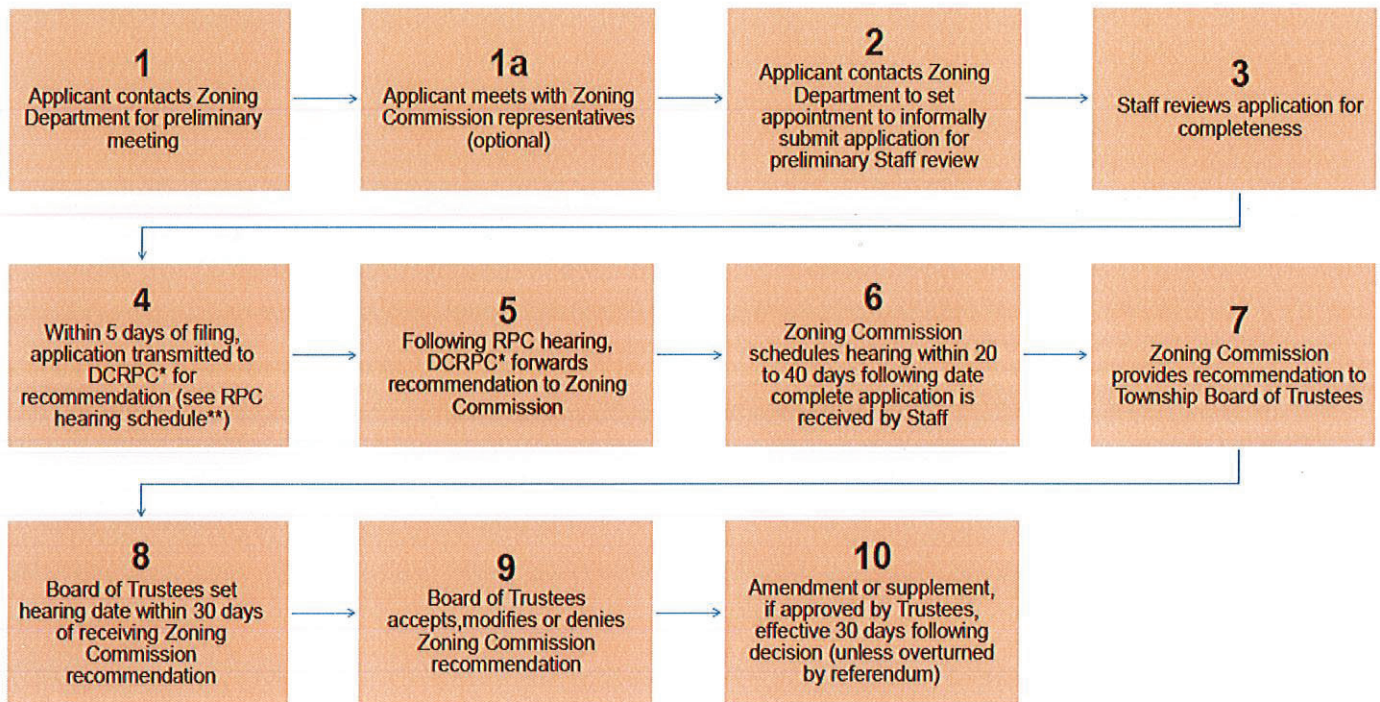 1
Applicant contacts Zoning
Department for preliminary
meeting
1a
Applicant meets with Zoning
Commission representatives
(optional)
2
Applicant contacts Zoning
Department to set
appointment to informally
submit application for
preliminary Staff review
3
Staff reviews application for
completeness
4
Within 5 days of filing,
application transmitted to
DCRPC* for
recommendation (see RPC
hearing schedule**)
5
Following RPC hearing,
DCRPC* forwards
recommendation to Zoning
Commission
6
Zoning Commission
schedules hearing within 20
to 40 days following date
complete application is
received by Staff
7
Zoning Commission
provides recommendation to
Township Board of Trustees
8
Board of Trustees set
hearing date within 30 days
of receiving Zoning
Commission
recommendation
9
Board of Trustees
accepts,modifies or denies
Zoning Commission
recommendation
10
Amendment or supplement,
if approved by Trustees,
effective 30 days following
decision (unless overturned
by referendum)